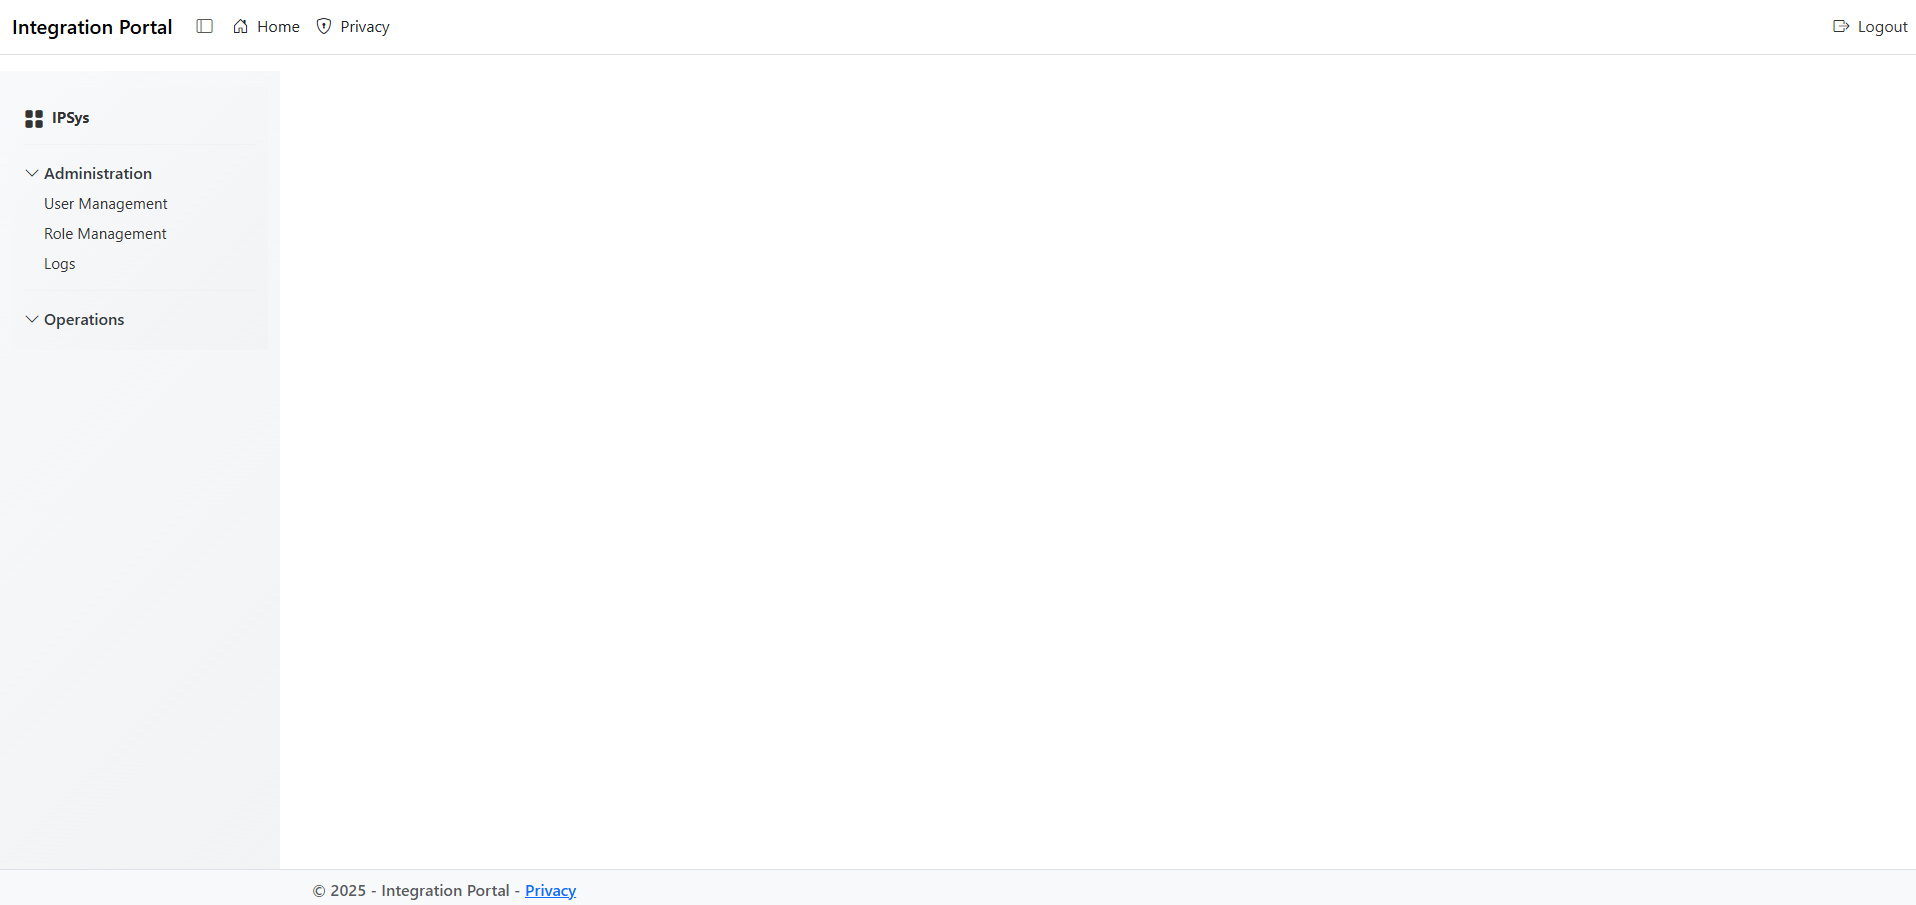 Integration Portal Home Privacy Logout
IPSys
Administration
User Management
Role Management
Logs
Operations
© 2025 - Integration Portal - Privacy